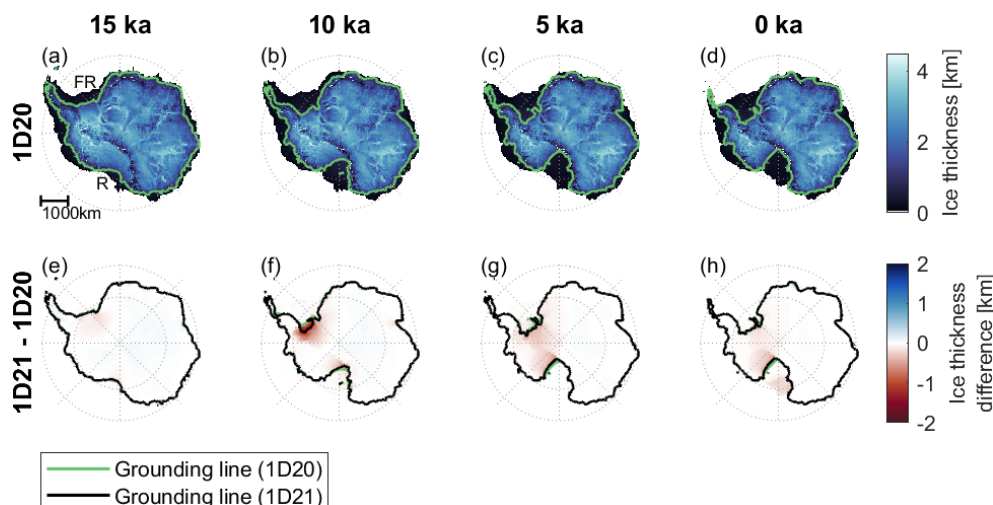 15 ka 10 ka 5 ka 0 ka
1D20
(a) FR R 1000km
(b)
(c)
(d)
4
2
0
Ice thickness [km]
1D21 - 1D20
(e)
(f)
(g)
(h)
2
1
0
-1
-2
Ice thickness
difference [km]
Grounding line (1D20)
Grounding line (1D21)